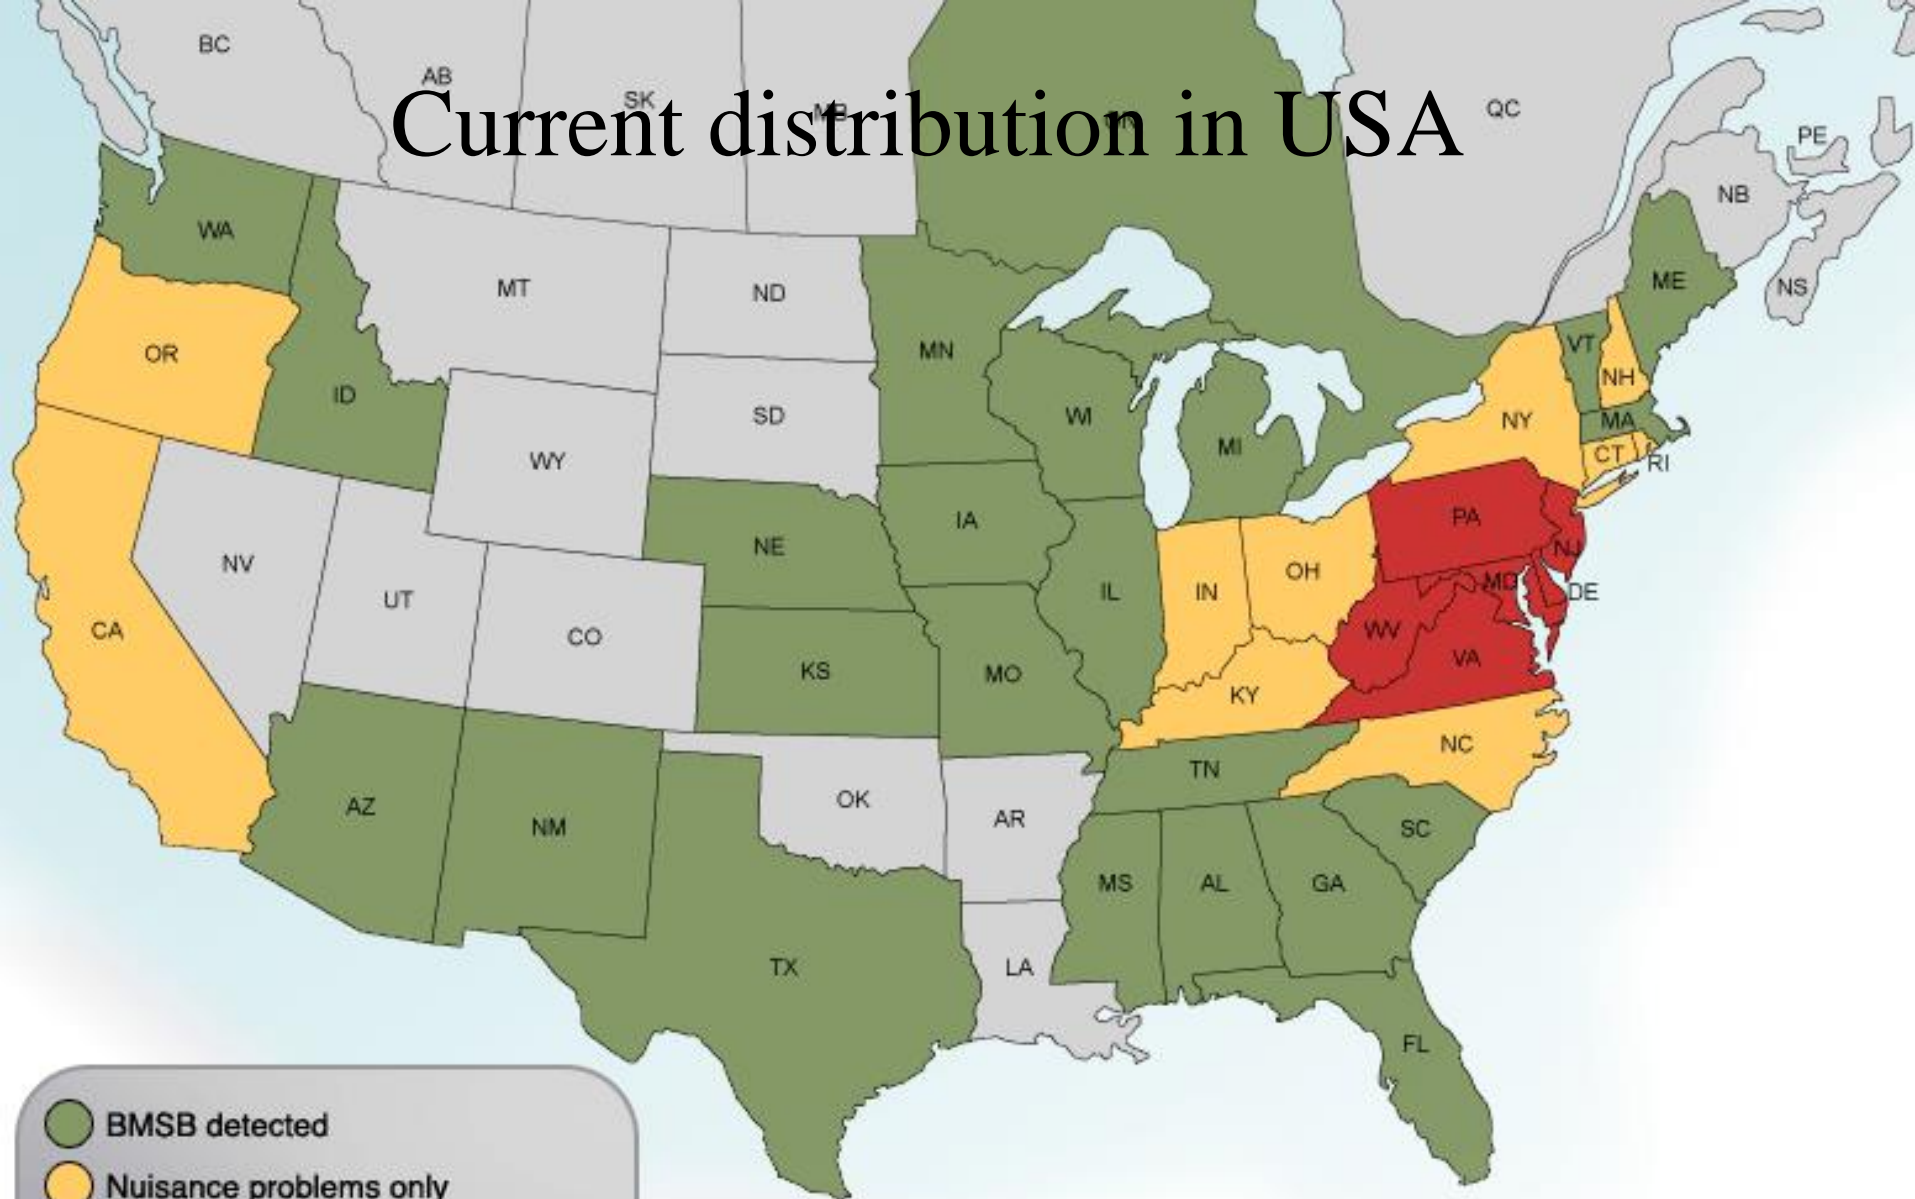 BC
AB
SK
MB
ON
QC
Current distribution in USA
PE
NB
WA
ME
NS
MT
ND
OR
MN
VT
ID
NH
SD
WI
NY
MA
MI
WY
CT
RI
IA
PA
NE
NJ
NV
OH
MD
UT
IL
IN
DE
CA
CO
WV
KS
MO
VA
KY
NC
TN
AZ
OK
NM
AR
SC
MS
AL
GA
TX
LA
FL
BMSB detected
Nuisance problems only